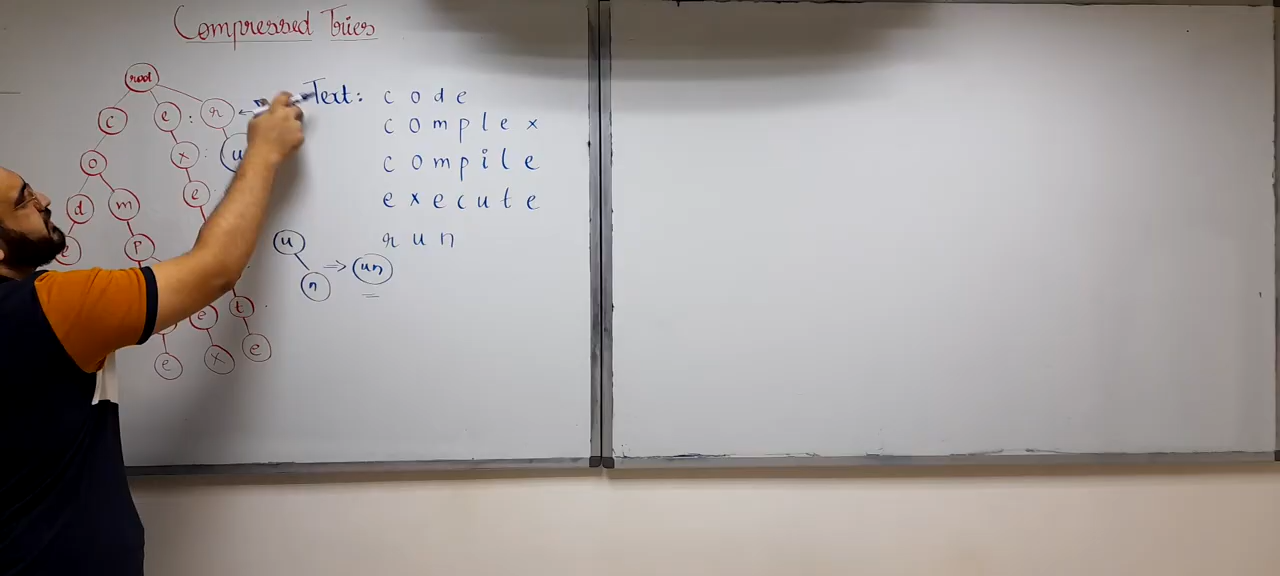 Compressed Tries
root
Text: c o d e
c e r
c o m p l e x
x u
c o m p i l e
o
e
e x e c u t e
d m
e p
u
r u n
n ⇒ un
e t
e x e